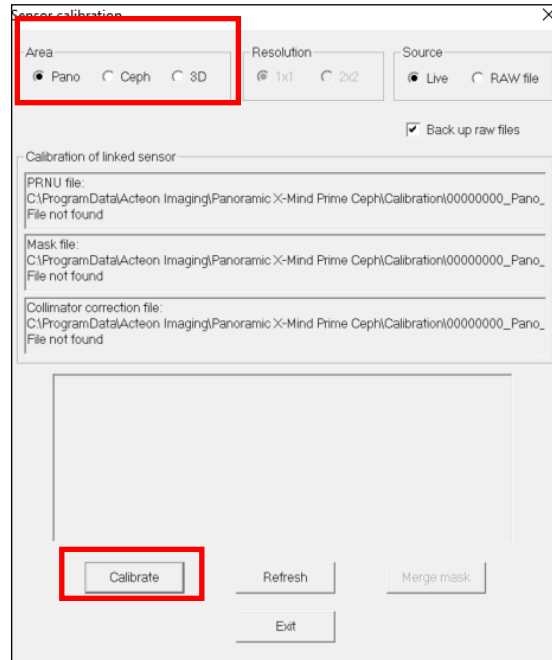 Sensor calibration
Area
Pano Ceph 3D
Resolution
1x1 2x2
Source
Live RAW file
Back up raw files
Calibration of linked sensor
PRNU file:
C:\ProgramData\Acteon Imaging\Panoramic X-Mind Prime Ceph\Calibration\00000000_Pano_
File not found
Mask file:
C:\ProgramData\Acteon Imaging\Panoramic X-Mind Prime Ceph\Calibration\00000000_Pano_
File not found
Collimator correction file:
C:\ProgramData\Acteon Imaging\Panoramic X-Mind Prime Ceph\Calibration\00000000_Pano_
File not found
Calibrate Refresh Merge mask
Exit